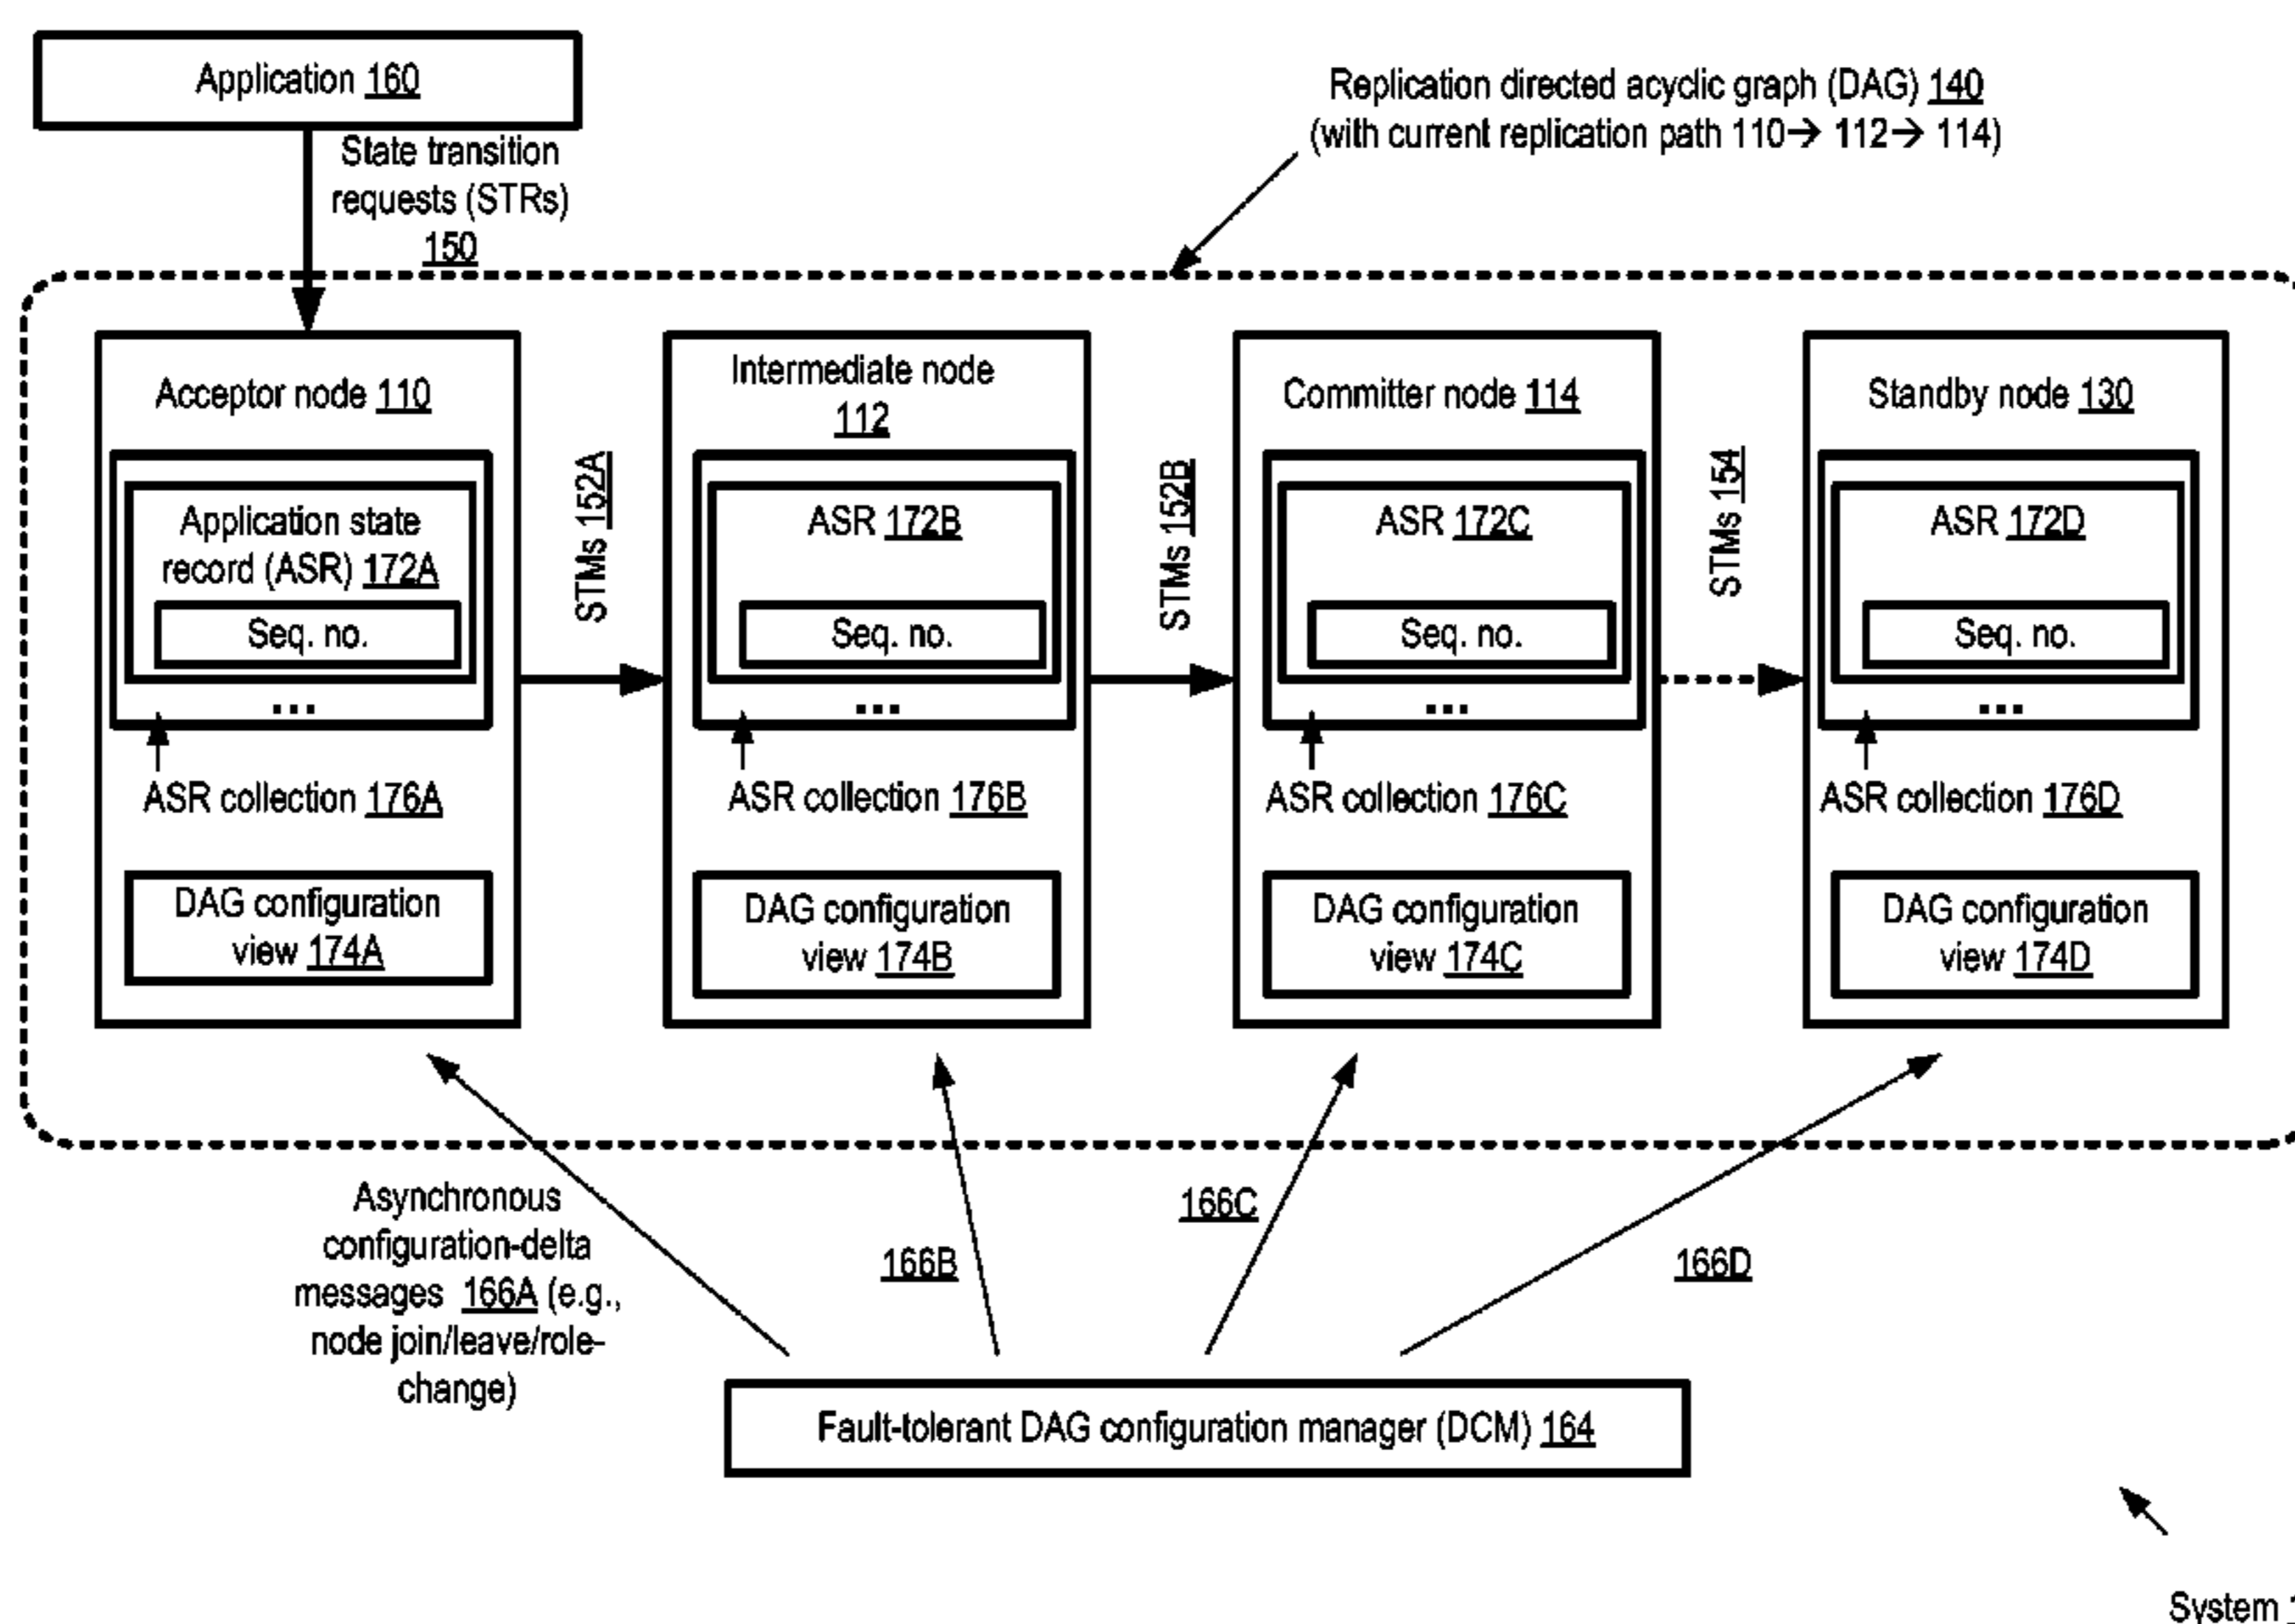 Application 160
State transition
requests (STRs)
150
Replication directed acyclic graph (DAG) 140
(with current replication path 110→ 112→ 114)
Acceptor node 110
Application state
record (ASR) 172A
Seq. no.
...
ASR collection 176A
DAG configuration
view 174A
STMs 152A
Intermediate node
112
ASR 172B
Seq. no.
...
ASR collection 176B
DAG configuration
view 174B
STMs 152B
Committer node 114
ASR 172C
Seq. no.
...
ASR collection 176C
DAG configuration
view 174C
STMs 154
Standby node 130
ASR 172D
Seq. no.
...
ASR collection 176D
DAG configuration
view 174D
Asynchronous
configuration-delta
messages 166A (e.g.,
node join/leave/role-
change)
166B
166C
166D
Fault-tolerant DAG configuration manager (DCM) 164
System